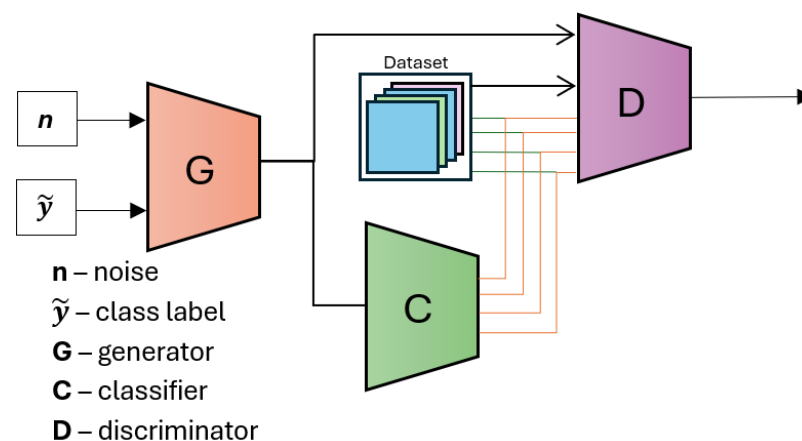 Dataset
n
G
D
ỹ
C
n – noise
ỹ – class label
G – generator
C – classifier
D – discriminator